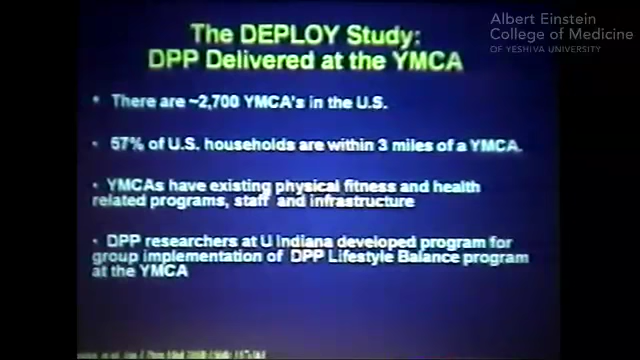 Albert Einstein
College of Medicine
OF YESHIVA UNIVERSITY
The DEPLOY Study:
DPP Delivered at the YMCA
• There are ~2,700 YMCA's in the U.S.
• 57% of U.S. households are within 3 miles of a YMCA.
• YMCAs have existing physical fitness and health
related programs, staff and infrastructure
• DPP researchers at U Indiana developed program for
group implementation of DPP Lifestyle Balance program
at the YMCA